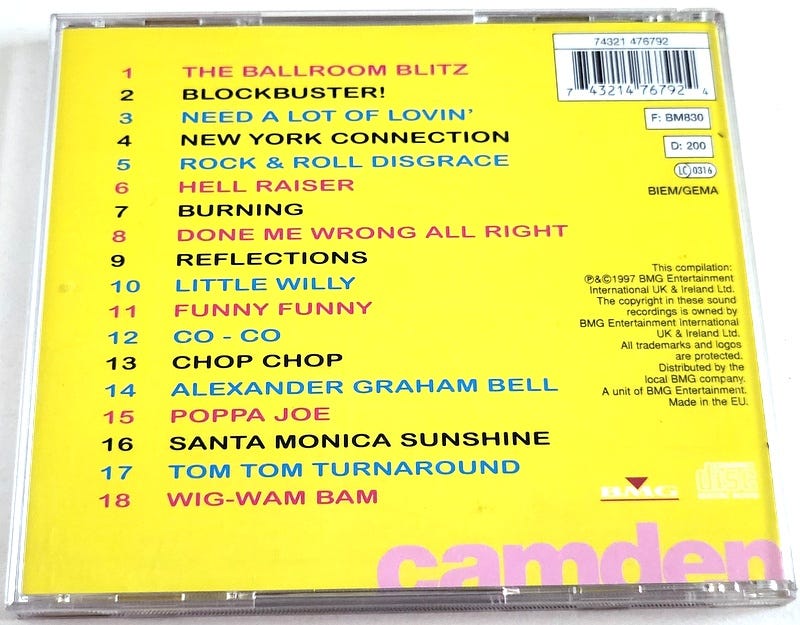 1 THE BALLROOM BLITZ
2 BLOCKBUSTER!
3 NEED A LOT OF LOVIN'
4 NEW YORK CONNECTION
5 ROCK & ROLL DISGRACE
6 HELL RAISER
7 BURNING
8 DONE ME WRONG ALL RIGHT
9 REFLECTIONS
10 LITTLE WILLY
11 FUNNY FUNNY
12 CO - CO
13 CHOP CHOP
14 ALEXANDER GRAHAM BELL
15 POPPA JOE
16 SANTA MONICA SUNSHINE
17 TOM TOM TURNAROUND
18 WIG-WAM BAM
74321 476792
7 43214 76792 4
F: BM830
D: 200
LC 0316
BIEM/GEMA
This compilation:
℗&©1997 BMG Entertainment
International UK & Ireland Ltd.
The copyright in these sound
recordings is owned by
BMG Entertainment International
UK & Ireland Ltd.
All trademarks and logos
are protected.
Distributed by the
local BMG company.
A unit of BMG Entertainment.
Made in the EU.
BMG
disc
camden